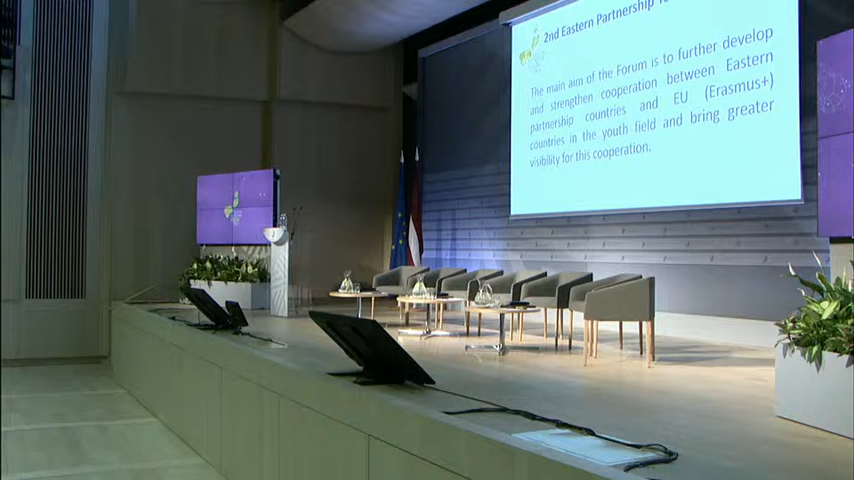 2nd Eastern Partnership
The main aim of the Forum is to further develop
and strengthen cooperation between Eastern
partnership countries and EU (Erasmus+)
countries in the youth field and bring greater
visibility for this cooperation.